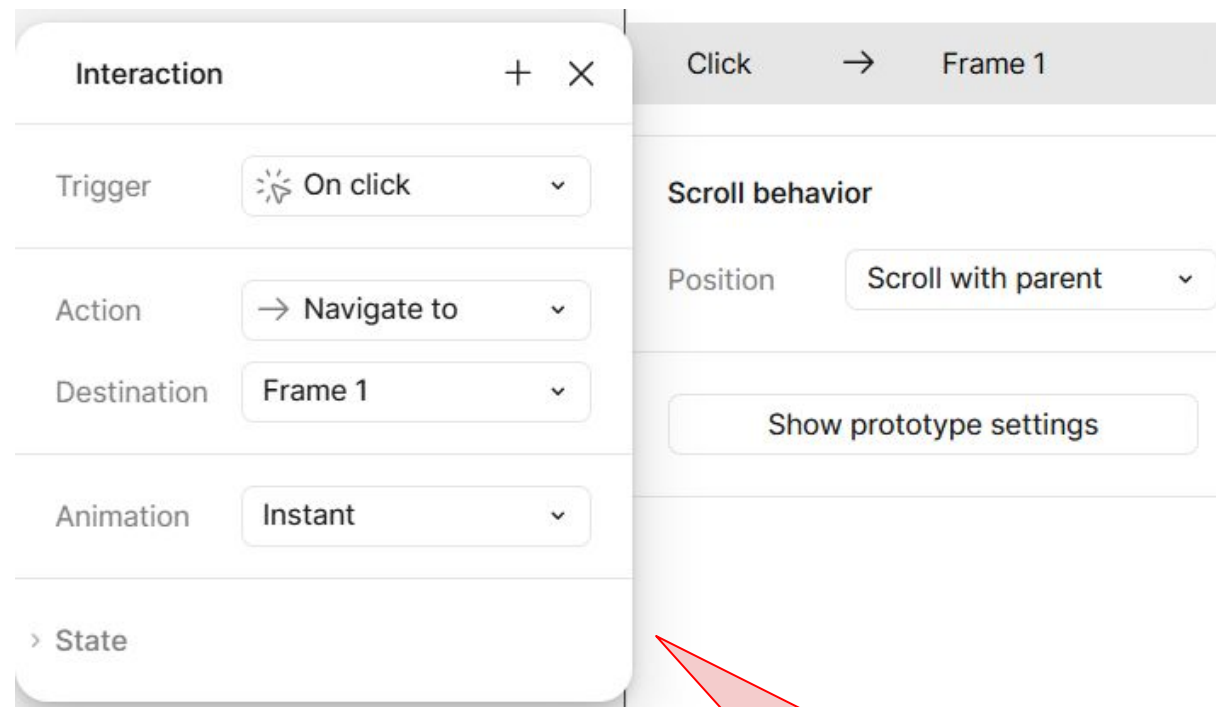 Interaction
Trigger
On click
Action
Navigate to
Destination
Frame 1
Animation
Instant
State
Click → Frame 1
Scroll behavior
Position
Scroll with parent
Show prototype settings